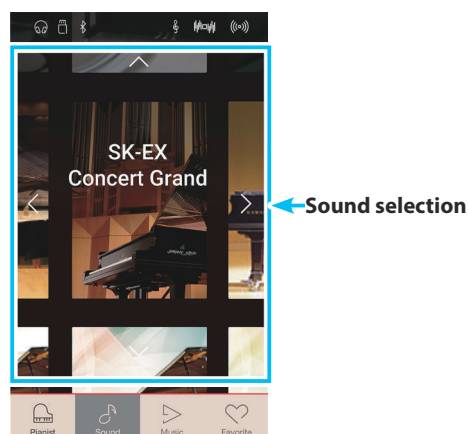 SK-EX
Concert Grand
Sound selection
Pianist
Sound
Music
Favorite